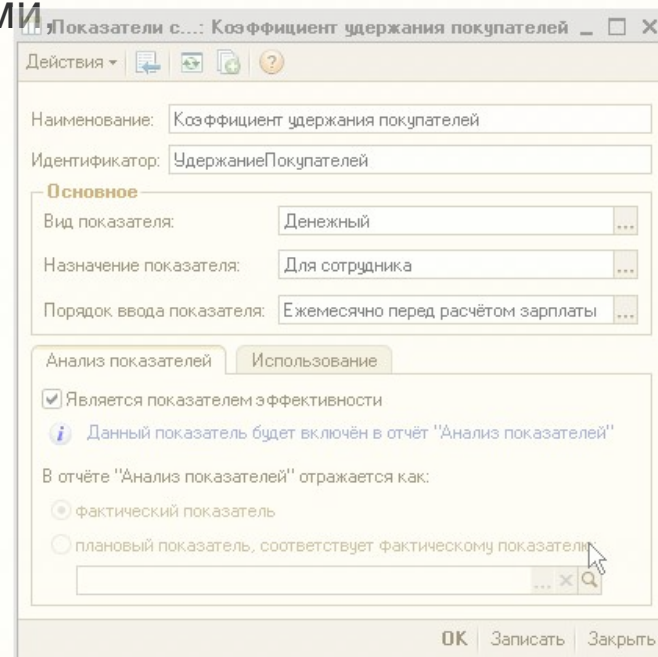 ми,
Показатели с...: Коэффициент удержания покупателей
Действия
Наименование: Коэффициент удержания покупателей
Идентификатор: УдержаниеПокупателей
Основное
Вид показателя: Денежный ...
Назначение показателя: Для сотрудника ...
Порядок ввода показателя: Ежемесячно перед расчётом зарплаты ...
Анализ показателей Использование
Является показателем эффективности
Данный показатель будет включён в отчёт "Анализ показателей"
В отчёте "Анализ показателей" отражается как:
фактический показатель
плановый показатель, соответствует фактическому показателю:
...
OK Записать Закрыть